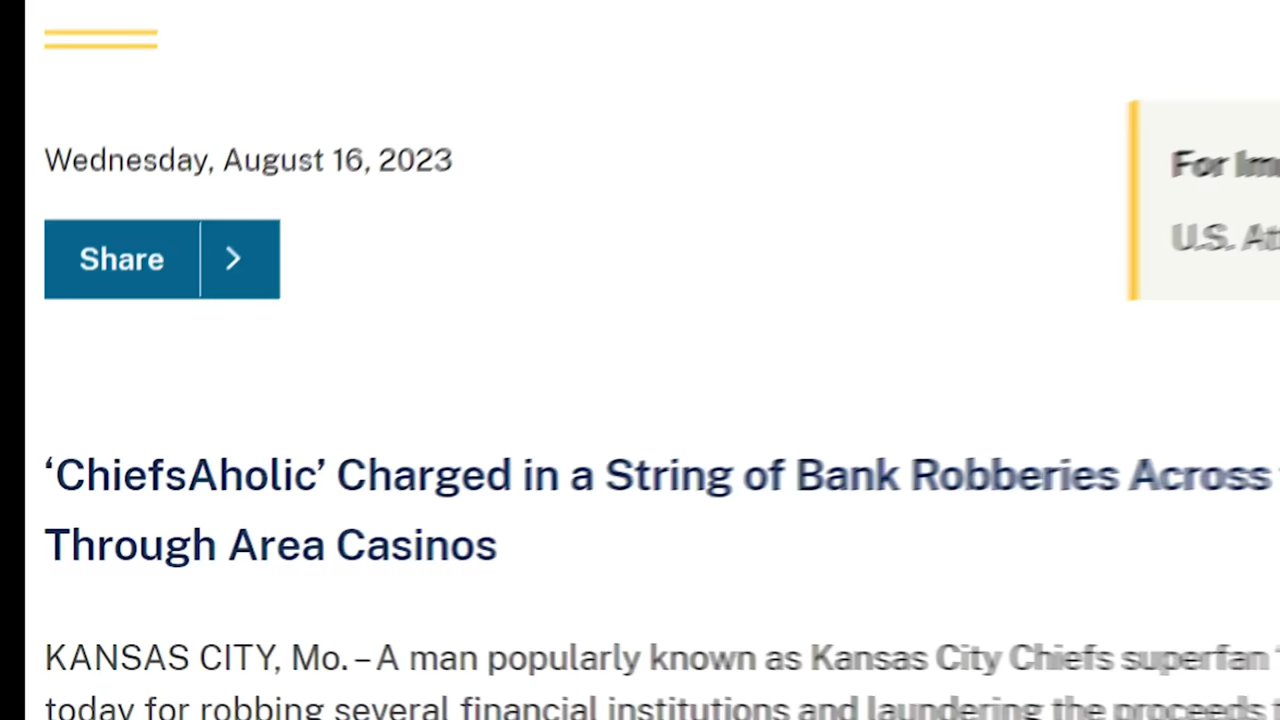 Wednesday, August 16, 2023
For
Share >
U.S.
‘ChiefsAholic’ Charged in a String of Bank Robberies Across
Through Area Casinos
KANSAS CITY, Mo. – A man popularly known as Kansas City Chiefs superfan ‘
today for robbing several financial institutions and laundering the proceeds